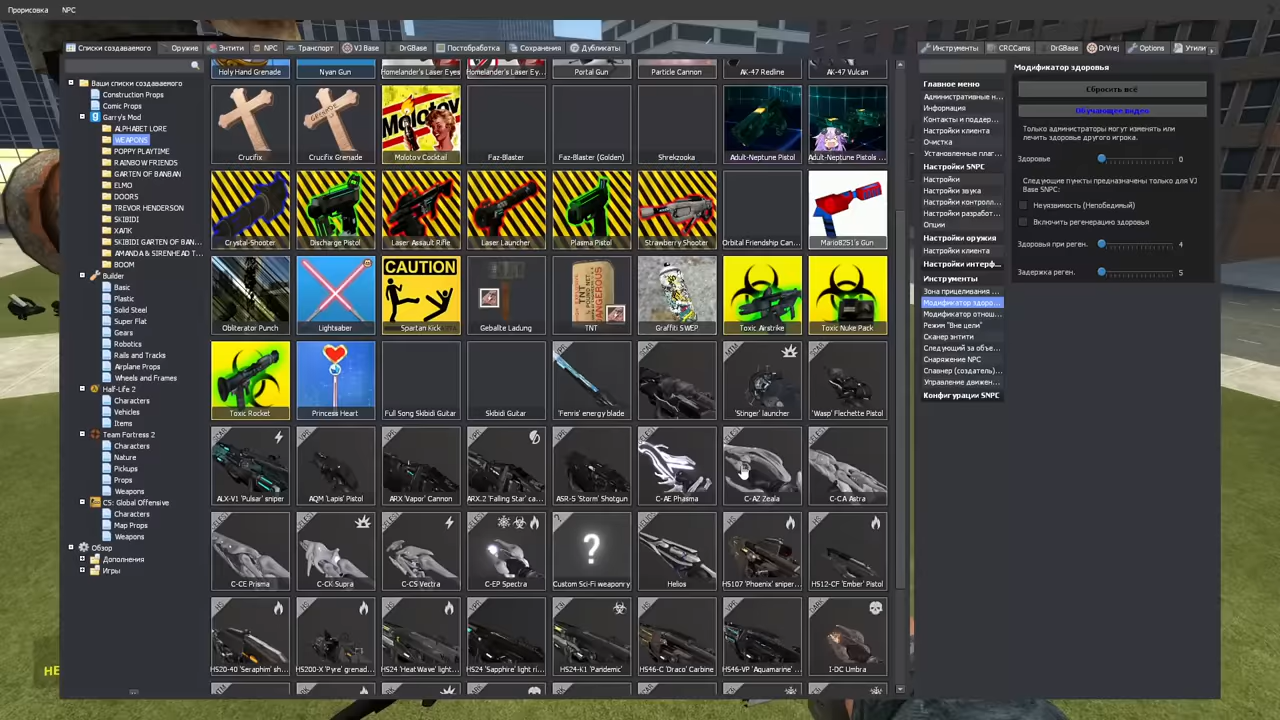 Прорисовка NPC
Списки создаваемого Оружие Энтити NPC Транспорт VJ Base DrGBase Постобработка Сохранения Дубликаты
Ваши списки создаваемого
Construction Props
Comic Props
Garry's Mod
ALPHABET LORE
WEAPONS
POPPY PLAYTIME
RAINBOW FRIENDS
GARTEN OF BANBAN
ELMO
DOORS
TREVOR HENDERSON
SKIBIDI
ХАЛК
SKIBIDI GARTEN OF BAN...
AMANDA & SIRENHEAD T...
BOOM
Builder
Basic
Plastic
Solid Steel
Super Flat
Gears
Robotics
Rails and Tracks
Airplane Props
Wheels and Frames
Half-Life 2
Characters
Vehicles
Items
Team Fortress 2
Characters
Nature
Pickups
Props
Weapons
CS: Global Offensive
Characters
Map Props
Weapons
Обзор
Дополнения
Игры
Holy Hand Grenade Nyan Gun Homelander's Laser Eyes Homelander's Laser Ey... Portal Gun Particle Cannon AK-47 Redline AK-47 Vulcan
Molotov
Crucifix Crucifix Grenade Molotov Cocktail Faz-Blaster Faz-Blaster (Golden) Shrekzooka Adult-Neptune Pistol Adult-Neptune Pistols ...
Crystal-Shooter Discharge Pistol Laser Assault Rifle Laser Launcher Plasma Pistol Strawberry Shooter Orbital Friendship Can... Mario8251's Gun
CAUTION
TNT
DANGEROUS
Obliterator Punch Lightsaber Spartan Kick Geballte Ladung TNT Graffiti SWEP Toxic Airstrike Toxic Nuke Pack
Toxic Rocket Princess Heart Full Song Skibidi Guitar Skibidi Guitar 'Fenris' energy blade 'Stinger' launcher 'Wasp' Flechette Pistol
ALX-V1 'Pulsar' sniper AQM 'Lapis' Pistol ARX 'Vapor' Cannon ARX.2 'Falling Star' ca... ASR-5 'Storm' Shotgun C-AE Phasma C-AZ Zeala C-CA Astra
C-CE Prisma C-CK Supra C-CS Vectra C-EP Spectra Custom Sci-Fi weaponry Helios HS107 'Phoenix' sniper... HS12-CF 'Ember' Pistol
HS20-40 'Seraphim' sh... HS200-X 'Pyre' grenad... HS24 'HeatWave' light... HS24 'Sapphire' light ri... HS24-K1 'Pandemic' HS46-C 'Draco' Carbine HS46-VP 'Aquamarine' ... I-DC Umbra
Инструменты CRCCams DrGBase DrVrej Options Утили
Главное меню
Административные н...
Информация
Контакты и поддер...
Настройки клиента
Очистка
Установленные плаг...
Настройки SNPC
Настройки
Настройки звука
Настройки контролл...
Настройки разработ...
Опции
Настройки оружия
Настройки клиента
Настройки интерф...
Инструменты
Зона прицеливания ...
Модификатор здоро...
Модификатор отнош...
Режим "Вне цели"
Сканер энтити
Следующий за объе...
Снаряжение NPC
Спавнер (создатель)...
Управление движен...
Конфигурации SNPC
Модификатор здоровья
Сбросить всё
Обучающее видео
Только администраторы могут изменять или
лечить здоровье другого игрока.
Здоровье 0
Следующие пункты предназначены только для VJ
Base SNPC:
Неуязвимость (Непобедимый)
Включить регенерацию здоровья
Здоровья при реген. 4
Задержка реген. 5
НЕ